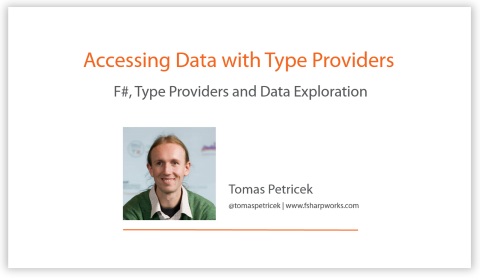 Accessing Data with Type Providers
F#, Type Providers and Data Exploration
Tomas Petricek
@tomaspetricek | www.fsharpworks.com